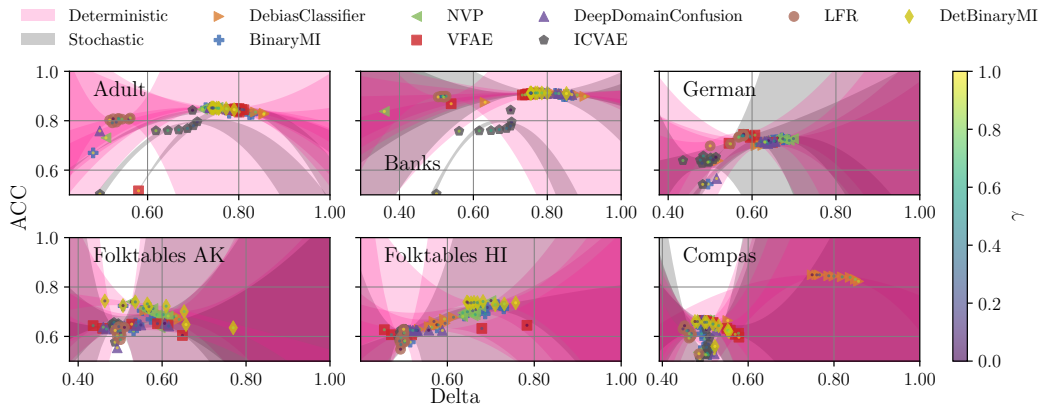 Deterministic DebiasClassifier NVP DeepDomainConfusion LFR DetBinaryMI
Stochastic BinaryMI VFAE ICVAE
1.0 0.8 0.6
Adult
0.60 0.80 1.00
Banks
0.40 0.60 0.80 1.00
German
0.40 0.60 0.80 1.00
ACC
1.0 0.8 0.6
Folktables AK
0.40 0.60 0.80 1.00
Folktables HI
0.60 0.80 1.00
Compas
0.40 0.60 0.80 1.00
Delta
1.0
0.8
0.6
0.4
0.2
0.0
γ